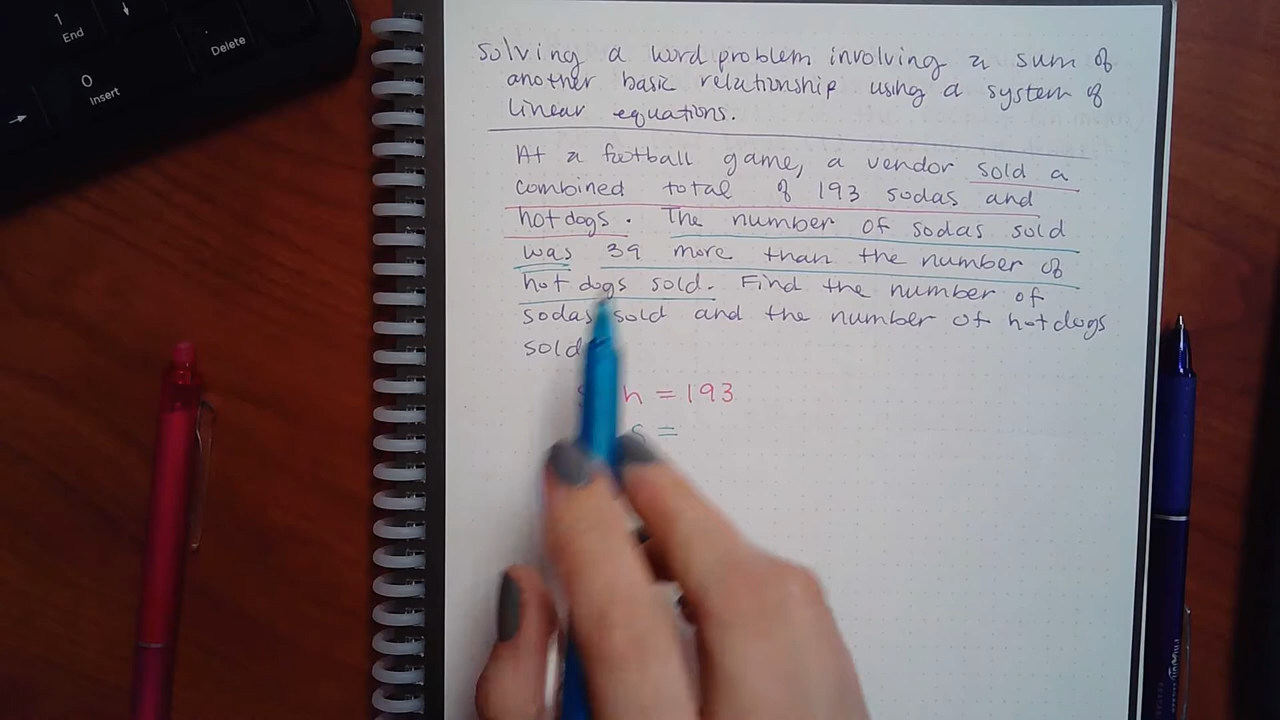 1
End
↓
Delete
0
Insert
→
Solving a word problem involving a sum of
another basic relationship using a system of
linear equations.
At a football game, a vendor sold a
combined total of 193 sodas and
hotdogs. The number of sodas sold
was 39 more than the number of
hot dogs sold. Find the number of
sodas sold and the number of hotdogs
sold
h = 193
s =